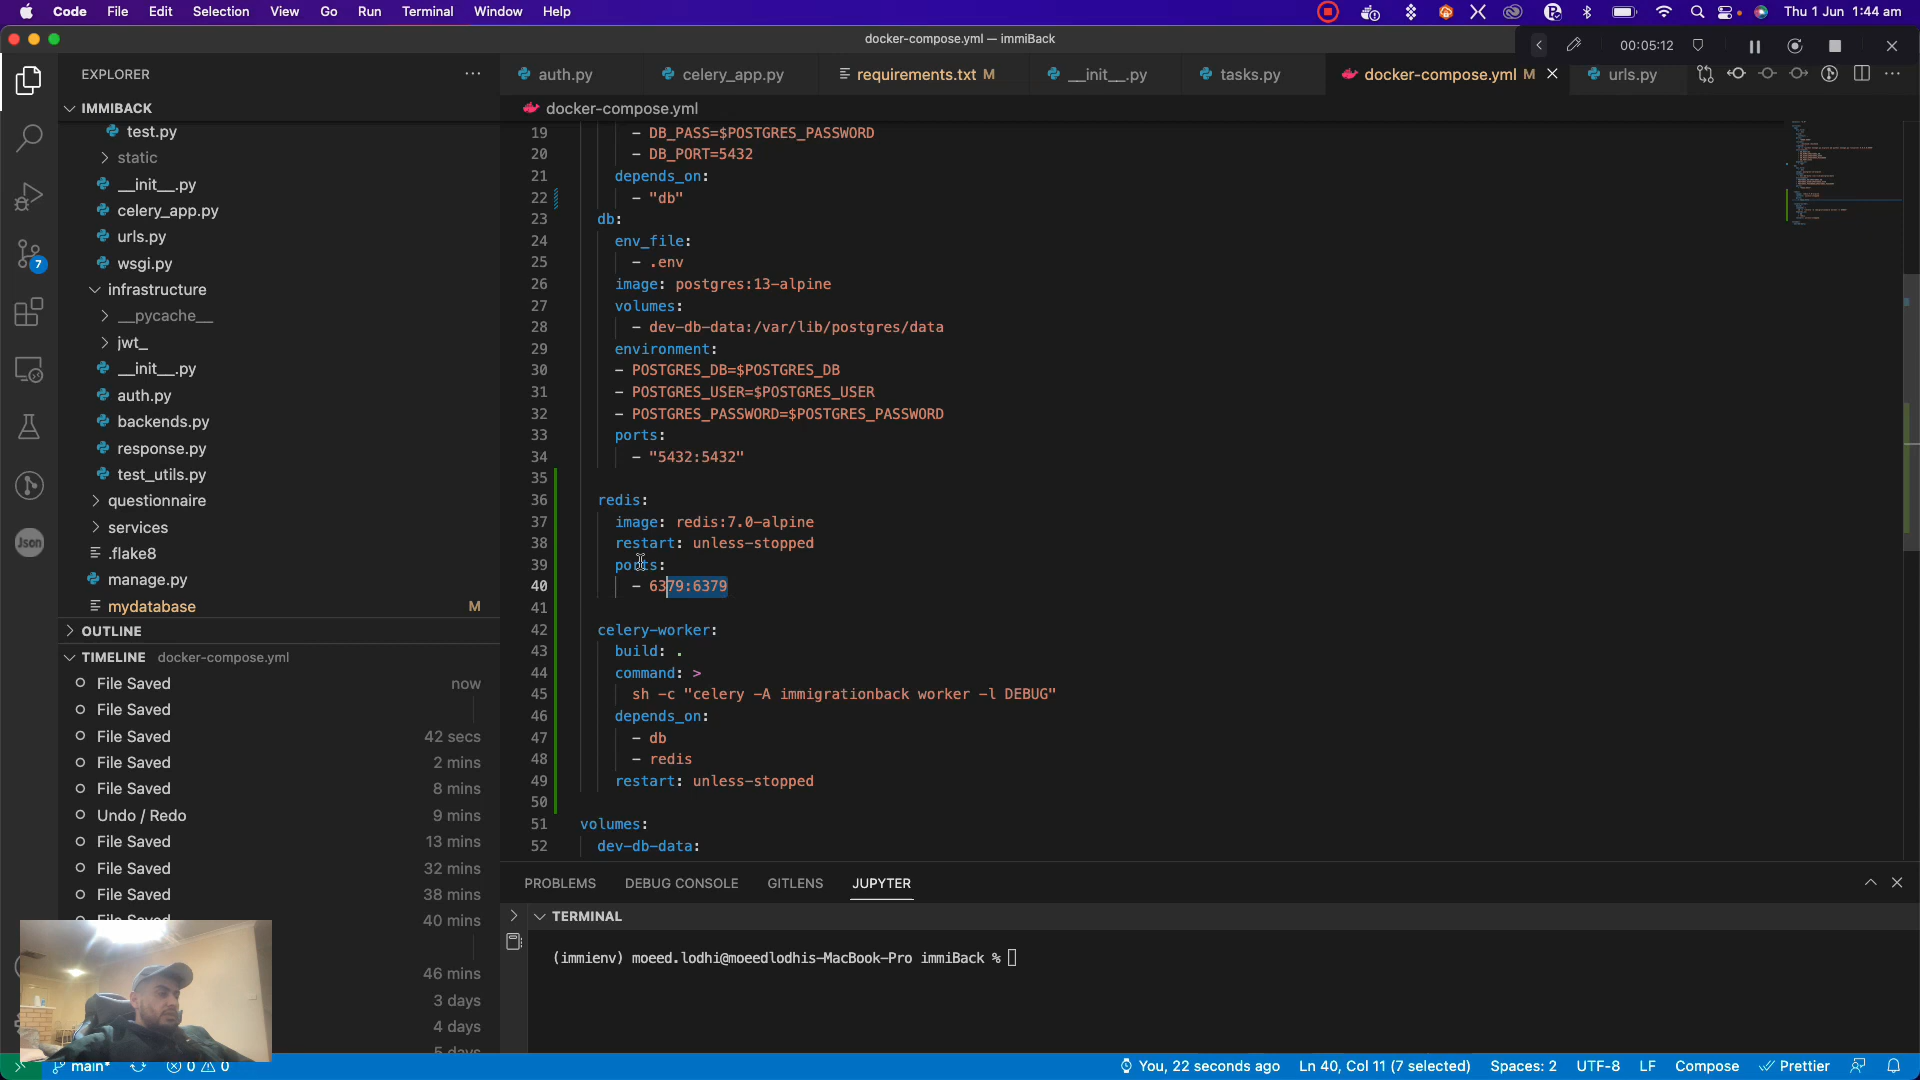 Code File Edit Selection View Go Run Terminal Window Help Thu 1 Jun 1:44 am
docker-compose.yml — immiBack
00:05:12
EXPLORER
auth.py celery_app.py requirements.txt M __init__.py tasks.py docker-compose.yml M urls.py
IMMIBACK
docker-compose.yml
test.py
static
__init__.py
celery_app.py
urls.py
wsgi.py
infrastructure
__pycache__
jwt_
__init__.py
auth.py
backends.py
response.py
test_utils.py
questionnaire
services
.flake8
manage.py
mydatabase M
OUTLINE
TIMELINE docker-compose.yml
File Saved now
File Saved
File Saved 42 secs
File Saved 2 mins
File Saved 8 mins
Undo / Redo 9 mins
File Saved 13 mins
File Saved 32 mins
File Saved 38 mins
File Saved 40 mins
46 mins
3 days
4 days
5 days
7
Json
19 - DB_PASS=$POSTGRES_PASSWORD
20 - DB_PORT=5432
21 depends_on:
22 - "db"
23 db:
24 env_file:
25 - .env
26 image: postgres:13-alpine
27 volumes:
28 - dev-db-data:/var/lib/postgres/data
29 environment:
30 - POSTGRES_DB=$POSTGRES_DB
31 - POSTGRES_USER=$POSTGRES_USER
32 - POSTGRES_PASSWORD=$POSTGRES_PASSWORD
33 ports:
34 - "5432:5432"
35
36 redis:
37 image: redis:7.0-alpine
38 restart: unless-stopped
39 ports:
40 - 6379:6379
41
42 celery-worker:
43 build: .
44 command: >
45 sh -c "celery -A immigrationback worker -l DEBUG"
46 depends_on:
47 - db
48 - redis
49 restart: unless-stopped
50
51 volumes:
52 dev-db-data:
PROBLEMS DEBUG CONSOLE GITLENS JUPYTER
TERMINAL
(immienv) moeed.lodhi@moeedlodhis-MacBook-Pro immiBack %
main* 0 0 You, 22 seconds ago Ln 40, Col 11 (7 selected) Spaces: 2 UTF-8 LF Compose Prettier